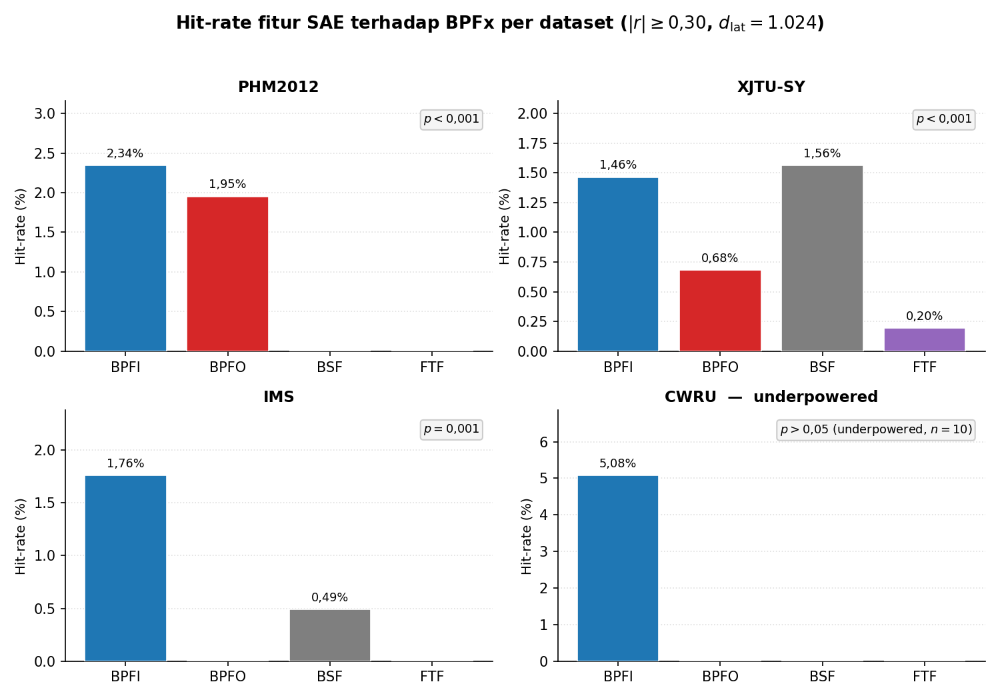 Hit-rate fitur SAE terhadap BPFx per dataset (|r| ≥ 0,30, d_lat = 1.024)
PHM2012
p < 0,001
Hit-rate (%)
3.0
2.5
2.0
1.5
1.0
0.5
0.0
2,34%
1,95%
BPFI BPFO BSF FTF
XJTU-SY
p < 0,001
Hit-rate (%)
2.00
1.75
1.50
1.25
1.00
0.75
0.50
0.25
0.00
1,46%
0,68%
1,56%
0,20%
BPFI BPFO BSF FTF
IMS
p = 0,001
Hit-rate (%)
2.0
1.5
1.0
0.5
0.0
1,76%
0,49%
BPFI BPFO BSF FTF
CWRU — underpowered
p > 0,05 (underpowered, n = 10)
Hit-rate (%)
6
5
4
3
2
1
0
5,08%
BPFI BPFO BSF FTF